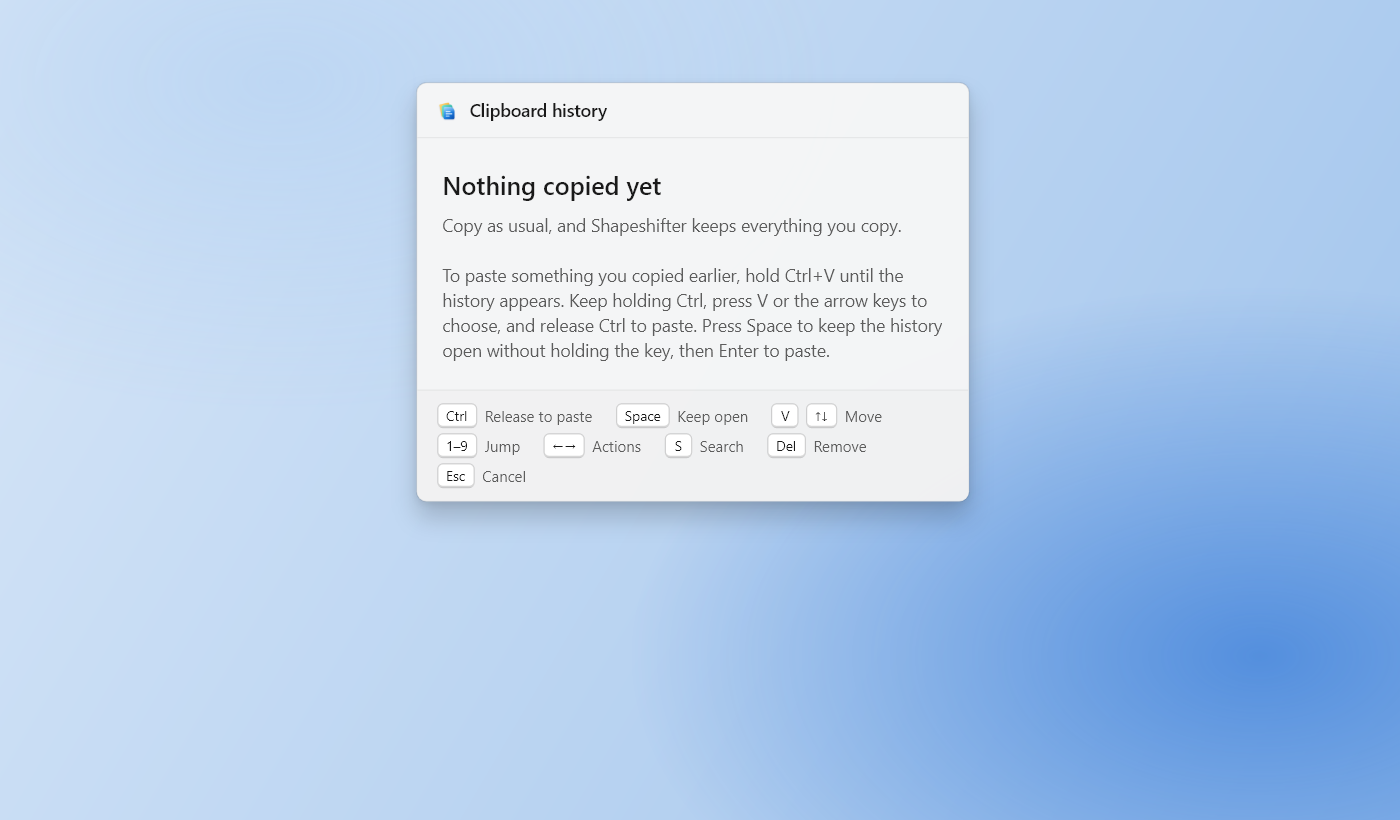 Clipboard history
Nothing copied yet
Copy as usual, and Shapeshifter keeps everything you copy.
To paste something you copied earlier, hold Ctrl+V until the
history appears. Keep holding Ctrl, press V or the arrow keys to
choose, and release Ctrl to paste. Press Space to keep the history
open without holding the key, then Enter to paste.
Ctrl Release to paste Space Keep open V ↑↓ Move
1–9 Jump ←→ Actions S Search Del Remove
Esc Cancel